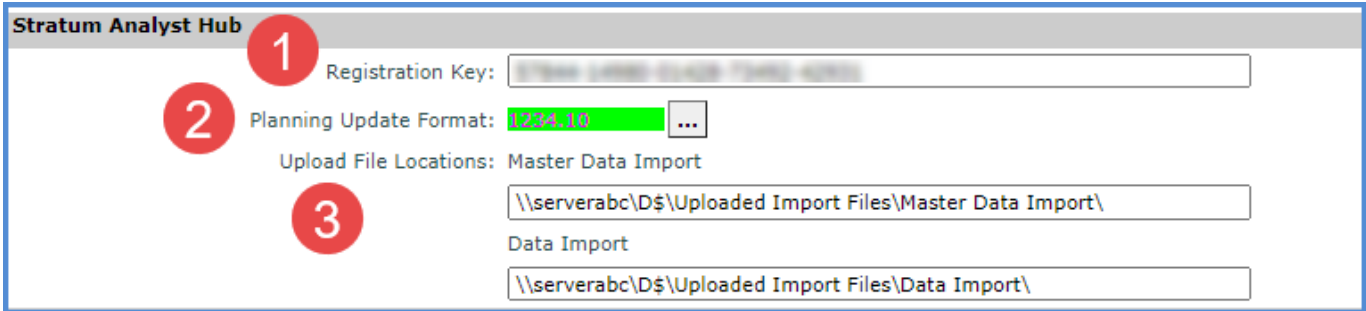 Stratum Analyst Hub
1
Registration Key:
2
Planning Update Format: 1234.10 ...
Upload File Locations: Master Data Import
3
\\serverabc\D$\Uploaded Import Files\Master Data Import\
Data Import
\\serverabc\D$\Uploaded Import Files\Data Import\